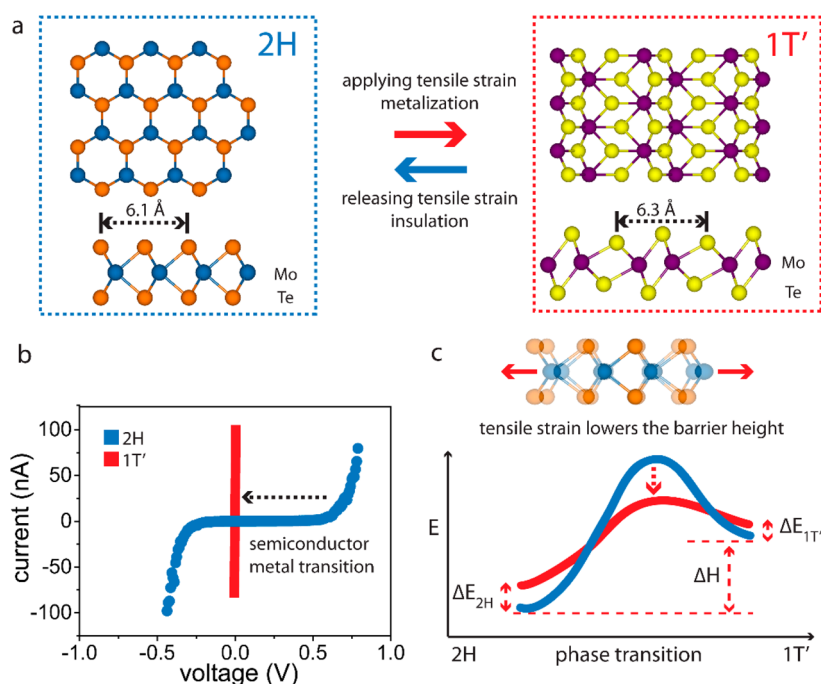 a
2H
1T'
applying tensile strain
metalization
releasing tensile strain
insulation
6.1 Å
6.3 Å
Mo
Te
Mo
Te
b
c
100
50
0
-50
-100
current (nA)
2H
1T'
semiconductor
metal transition
-1.0
-0.5
0.0
0.5
1.0
voltage (V)
tensile strain lowers the barrier height
E
ΔE2H
ΔH
ΔE1T'
2H
phase transition
1T'